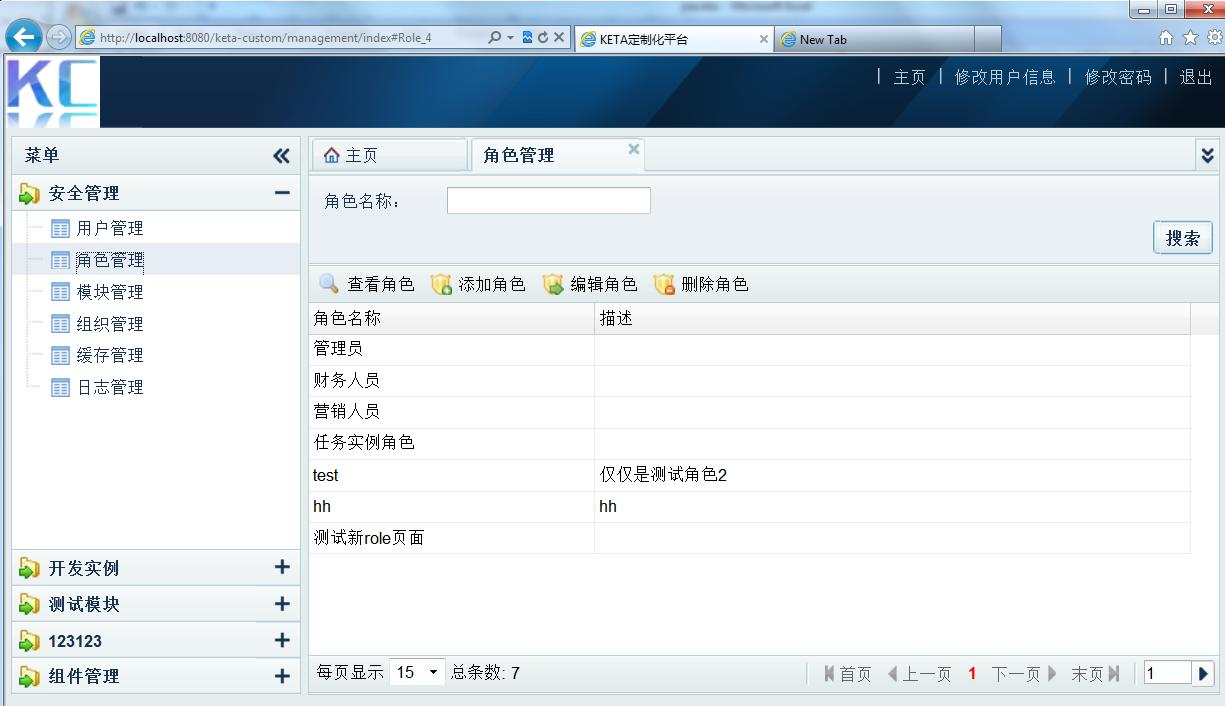 http://localhost:8080/keta-custom/management/index#Role_4
KETA定制化平台
New Tab
KC
主页 | 修改用户信息 | 修改密码 | 退出
菜单
主页
角色管理
安全管理
用户管理
角色管理
模块管理
组织管理
缓存管理
日志管理
开发实例
测试模块
123123
组件管理
角色名称：
搜索
查看角色 添加角色 编辑角色 删除角色
角色名称 描述
管理员
财务人员
营销人员
任务实例角色
test 仅仅是测试角色2
hh hh
测试新role页面
每页显示 15 总条数: 7 首页 上一页 1 下一页 末页 1